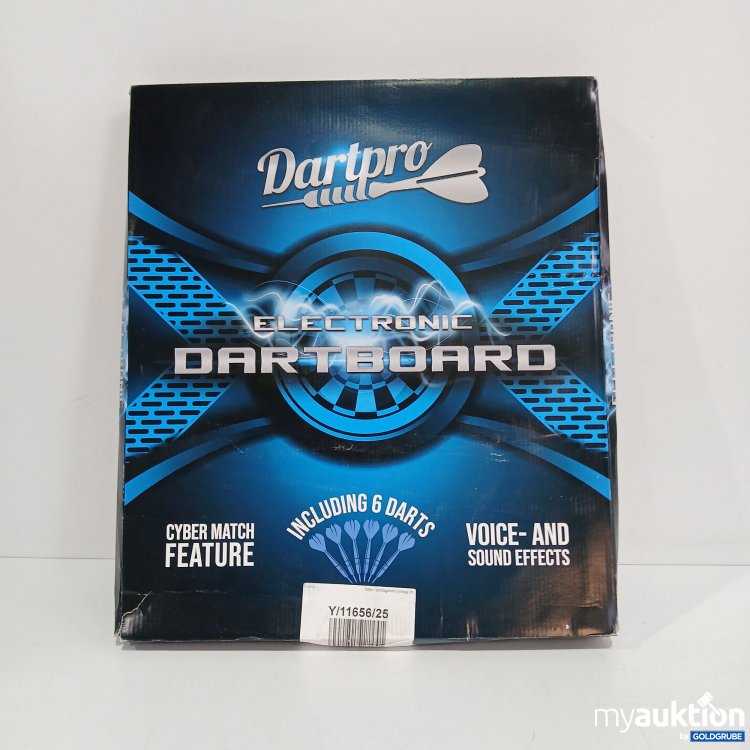 Dartpro
ELECTRONIC
DARTBOARD
INCLUDING 6 DARTS
CYBER MATCH
FEATURE
VOICE- AND
SOUND EFFECTS
Y/11656/25
myauktion
by GOLDGRUBE